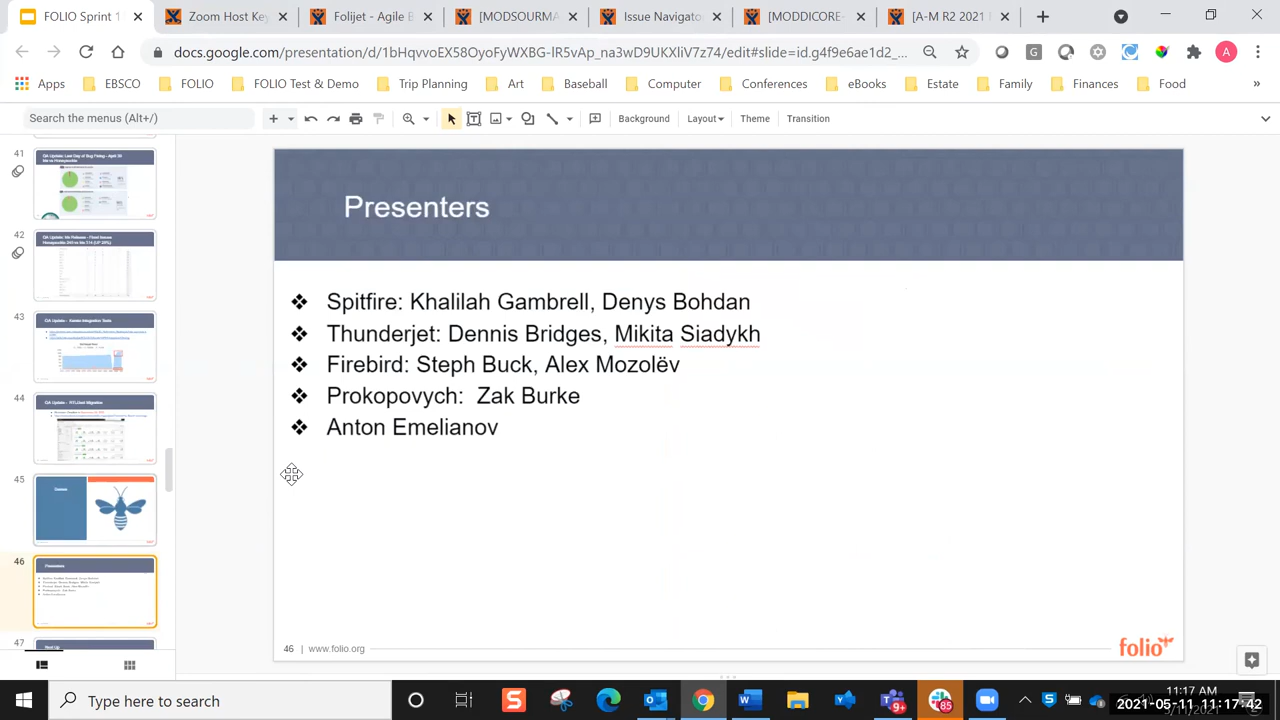 FOLIO Sprint 1
Zoom Host Key
Folijet - Agile B
[MODSOURMA
Issue Navigato
[MODDICORE-
[A-M R2 2021 
docs.google.com/presentation/d/
edit#slide=id.g4f9e6ae1d2_...
G
A
Apps
EBSCO
FOLIO
FOLIO Test & Demo
Trip Planning
Art
Baseball
Computer
Conferences
eBooks
Estate
Family
Finances
Food
»
Search the menus (Alt+/)
Background
Layout
Theme
Transition
41
42
43
44
45
46
47
Presenters
❖ Spitfire: Khalilah Gambrell, Denys Bohdan
❖ Thunderjet: Dennis Bridges, Mikita Siadykh
❖ Firebird: Steph Buck, Alex Mozolëv
❖ Prokopovych: Zak Burke
❖ Anton Emelianov
46 | www.folio.org
folio
Type here to search
9+
85
11:17 AM
2021-05-11 11:17:42